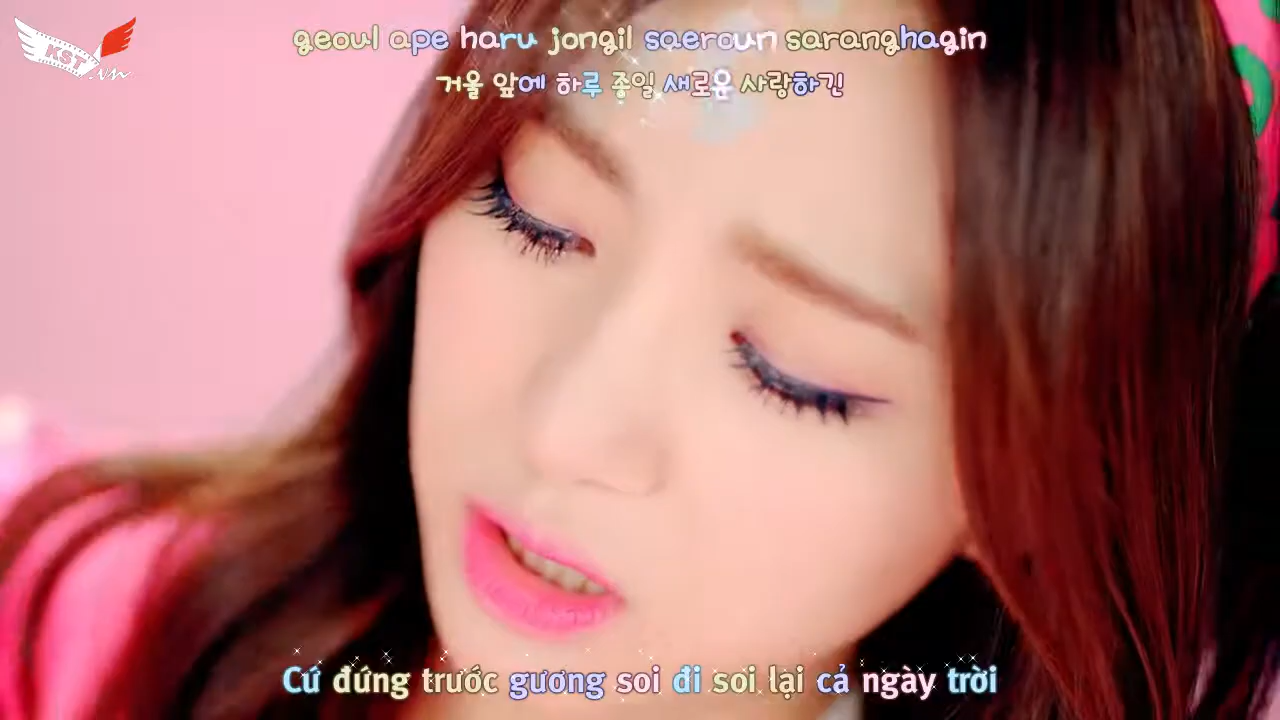 KST.vn
geoul ape haru jongil saeroun saranghagin
거울 앞에 하루 종일 새로운 사랑하긴
Cứ đứng trước gương soi đi soi lại cả ngày trời